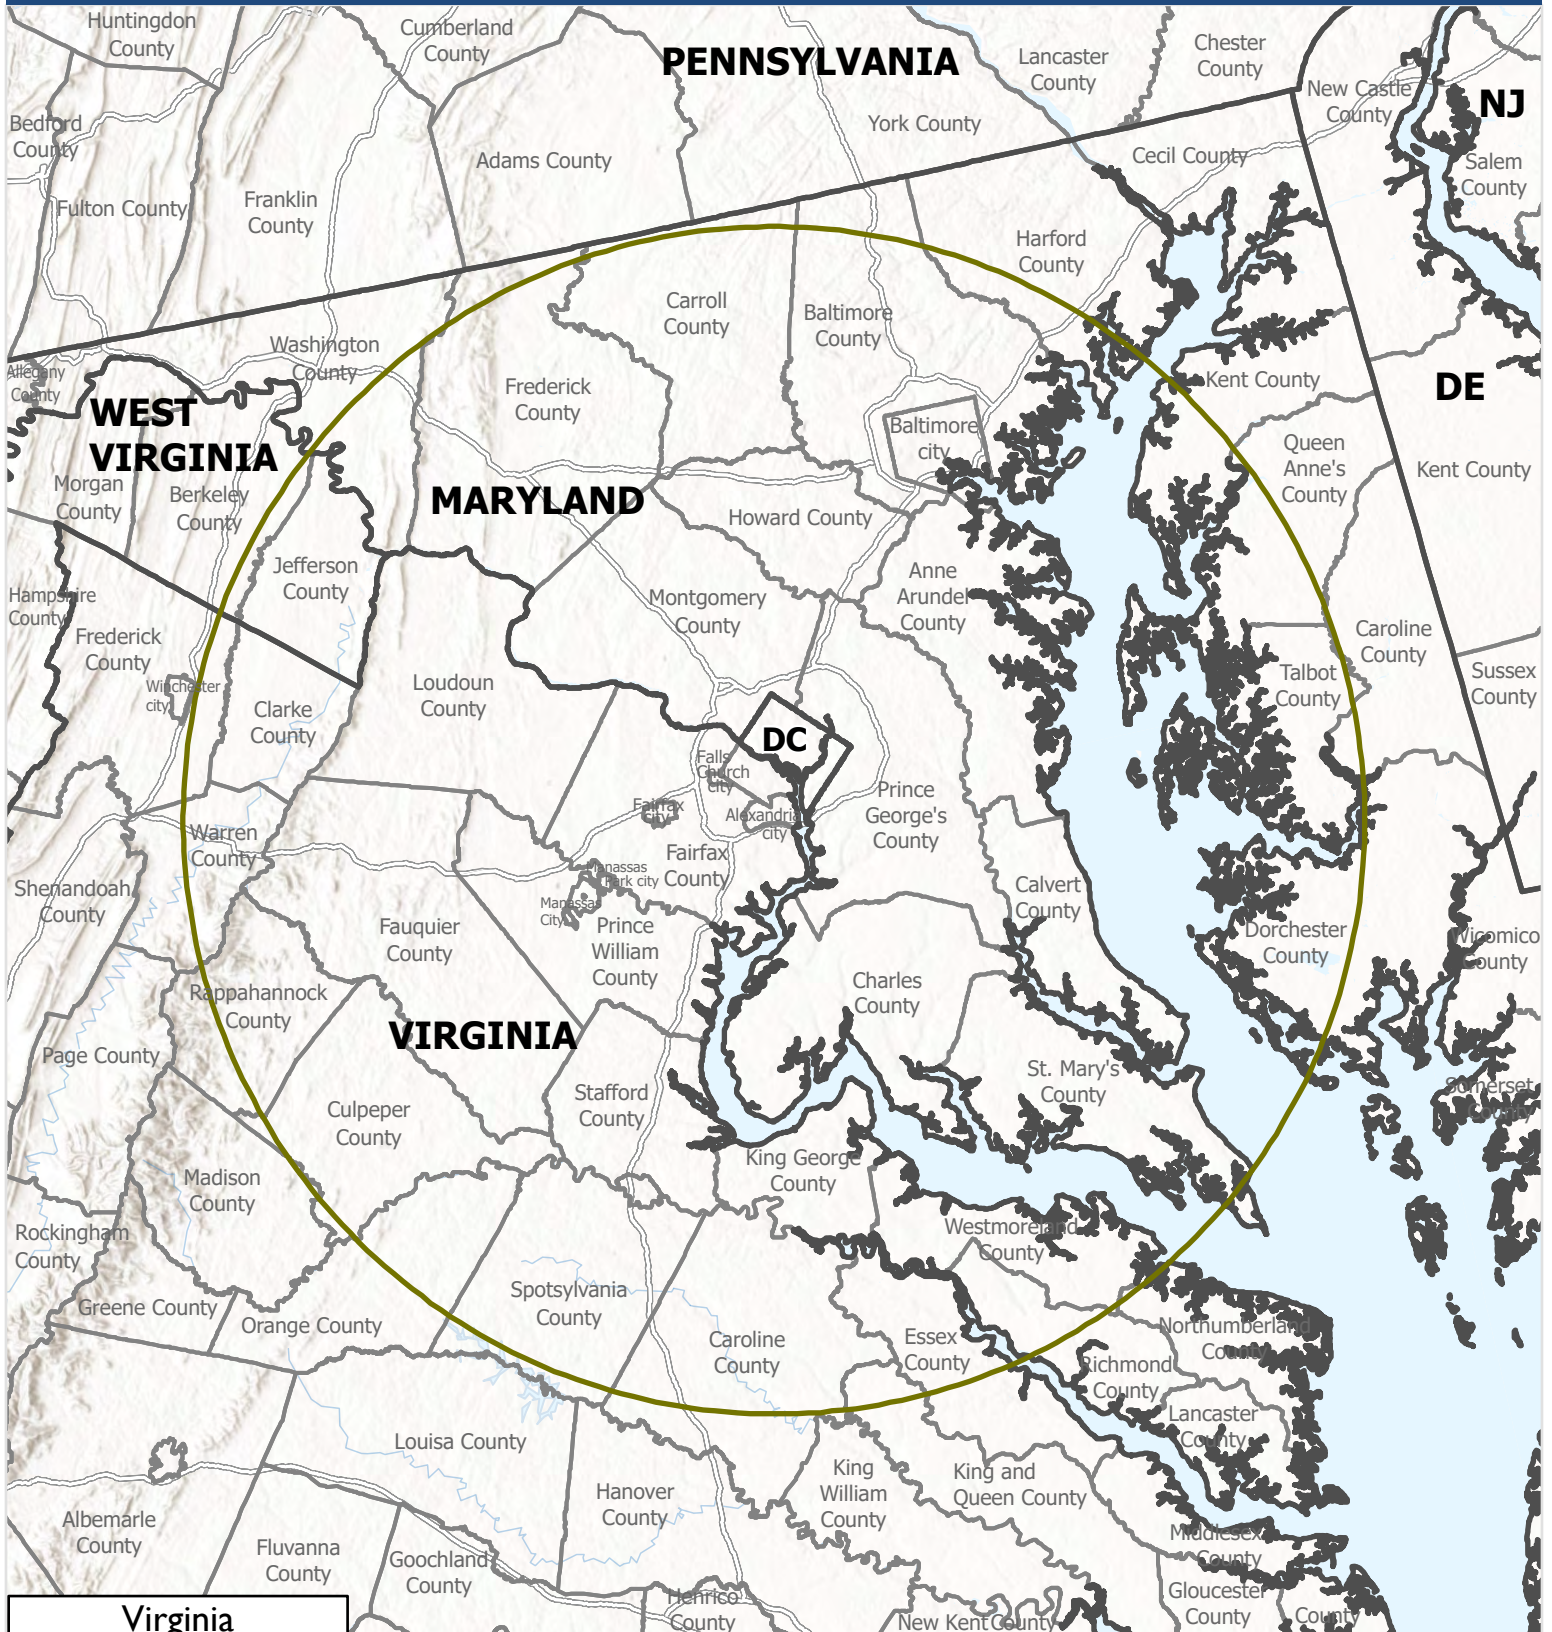 Huntingdon
County
Cumberland
County
PENNSYLVANIA
Lancaster
County
Chester
County
New Castle
County
NJ
Bedford
County
York County
Adams County
Cecil County
Salem
County
Fulton County
Franklin
County
Harford
County
Carroll
County
Baltimore
County
Washington
County
Allegany
County
Frederick
County
Kent County
DE
WEST
VIRGINIA
Baltimore
city
Queen
Anne's
County
Kent County
Morgan
County
Berkeley
County
MARYLAND
Howard County
Jefferson
County
Anne
Arundel
County
Hampshire
County
Montgomery
County
Frederick
County
Caroline
County
Winchester
city
Loudoun
County
Talbot
County
Sussex
County
Clarke
County
DC
Falls
Church
City
Fairfax
city
Alexandria
city
Prince
George's
County
Warren
County
Fairfax
County
Manassas
Park city
Shenandoah
County
Manassas
City
Calvert
County
Fauquier
County
Prince
William
County
Dorchester
County
Wicomico
County
Rappahannock
County
Charles
County
VIRGINIA
Page County
Stafford
County
St. Mary's
County
Somerset
County
Culpeper
County
Madison
County
King George
County
Rockingham
County
Westmoreland
County
Greene County
Orange County
Spotsylvania
County
Caroline
County
Essex
County
Northumberland
County
Richmond
County
Lancaster
County
Louisa County
Hanover
County
King
William
County
King and
Queen County
Albemarle
County
Fluvanna
County
Goochland
County
Middlesex
County
Henrico
County
New Kent County
Gloucester
County
County
Virginia